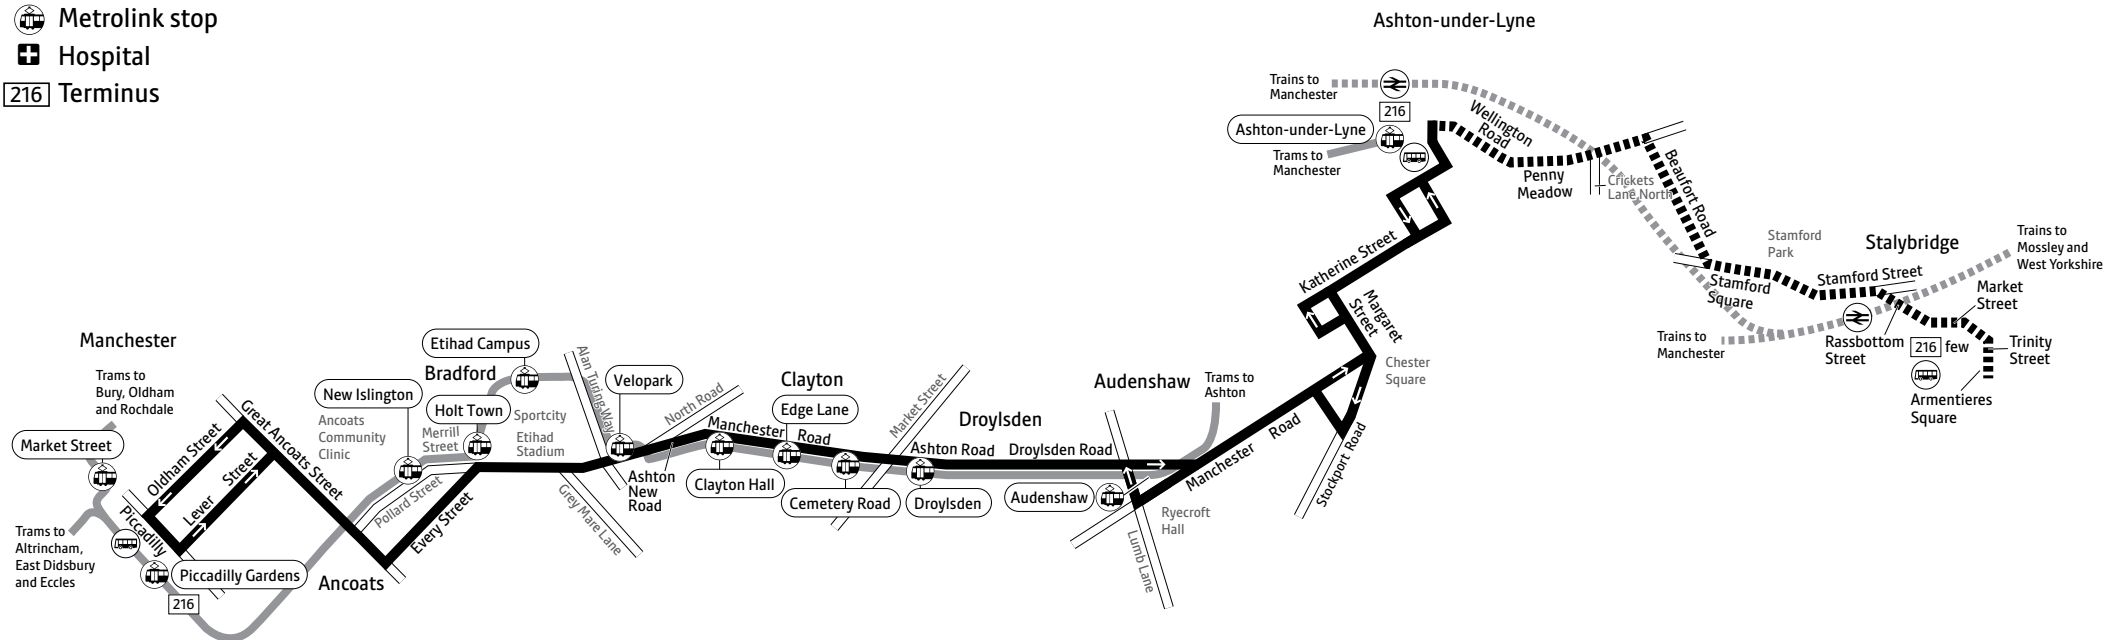 Metrolink stop
Hospital
216 Terminus
Ashton-under-Lyne
Trains to
Manchester
216
Ashton-under-Lyne
Trams to
Manchester
Wellington
Road
Penny
Meadow
Crickets
Lane North
Beaufort Road
Stamford
Park
Stalybridge
Trains to
Mossley and
West Yorkshire
Stamford
Square
Stamford Street
Market
Street
Trains to
Manchester
Rassbottom
Street
216 few
Trinity
Street
Armentieres
Square
Katherine Street
Margaret
Street
Chester
Square
Manchester
Trams to
Bury, Oldham
and Rochdale
Market Street
Trams to
Altrincham,
East Didsbury
and Eccles
Oldham Street
Lever Street
Piccadilly
Great Ancoats Street
Piccadilly Gardens
216
Ancoats
New Islington
Ancoats
Community
Clinic
Pollard Street
Every Street
Etihad Campus
Bradford
Holt Town
Merrill
Street
Sportcity
Etihad
Stadium
Alan Turing Way
Grey Mare Lane
Velopark
North Road
Ashton
New
Road
Clayton
Manchester Road
Edge Lane
Clayton Hall
Cemetery Road
Market Street
Droylsden
Ashton Road
Droylsden Road
Droylsden
Audenshaw
Trams to
Ashton
Audenshaw
Manchester Road
Ryecroft
Hall
Lumb Lane
Stockport Road